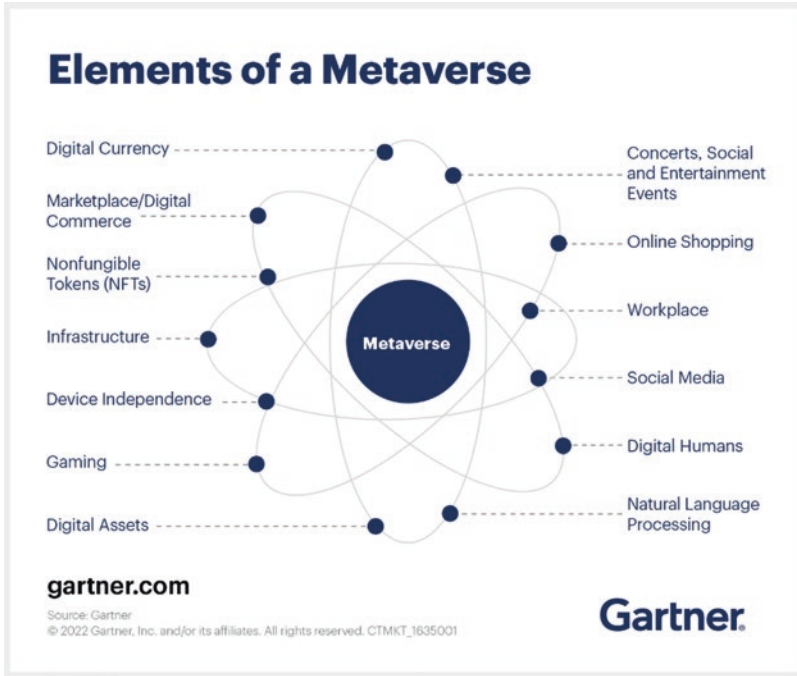 Elements of a Metaverse
Digital Currency
Marketplace/Digital
Commerce
Nonfungible
Tokens (NFTs)
Infrastructure
Device Independence
Gaming
Digital Assets
Metaverse
Concerts, Social
and Entertainment
Events
Online Shopping
Workplace
Social Media
Digital Humans
Natural Language
Processing
gartner.com
Source: Gartner
© 2022 Gartner, Inc. and/or its affiliates. All rights reserved. CTMKT_1635001
Gartner®